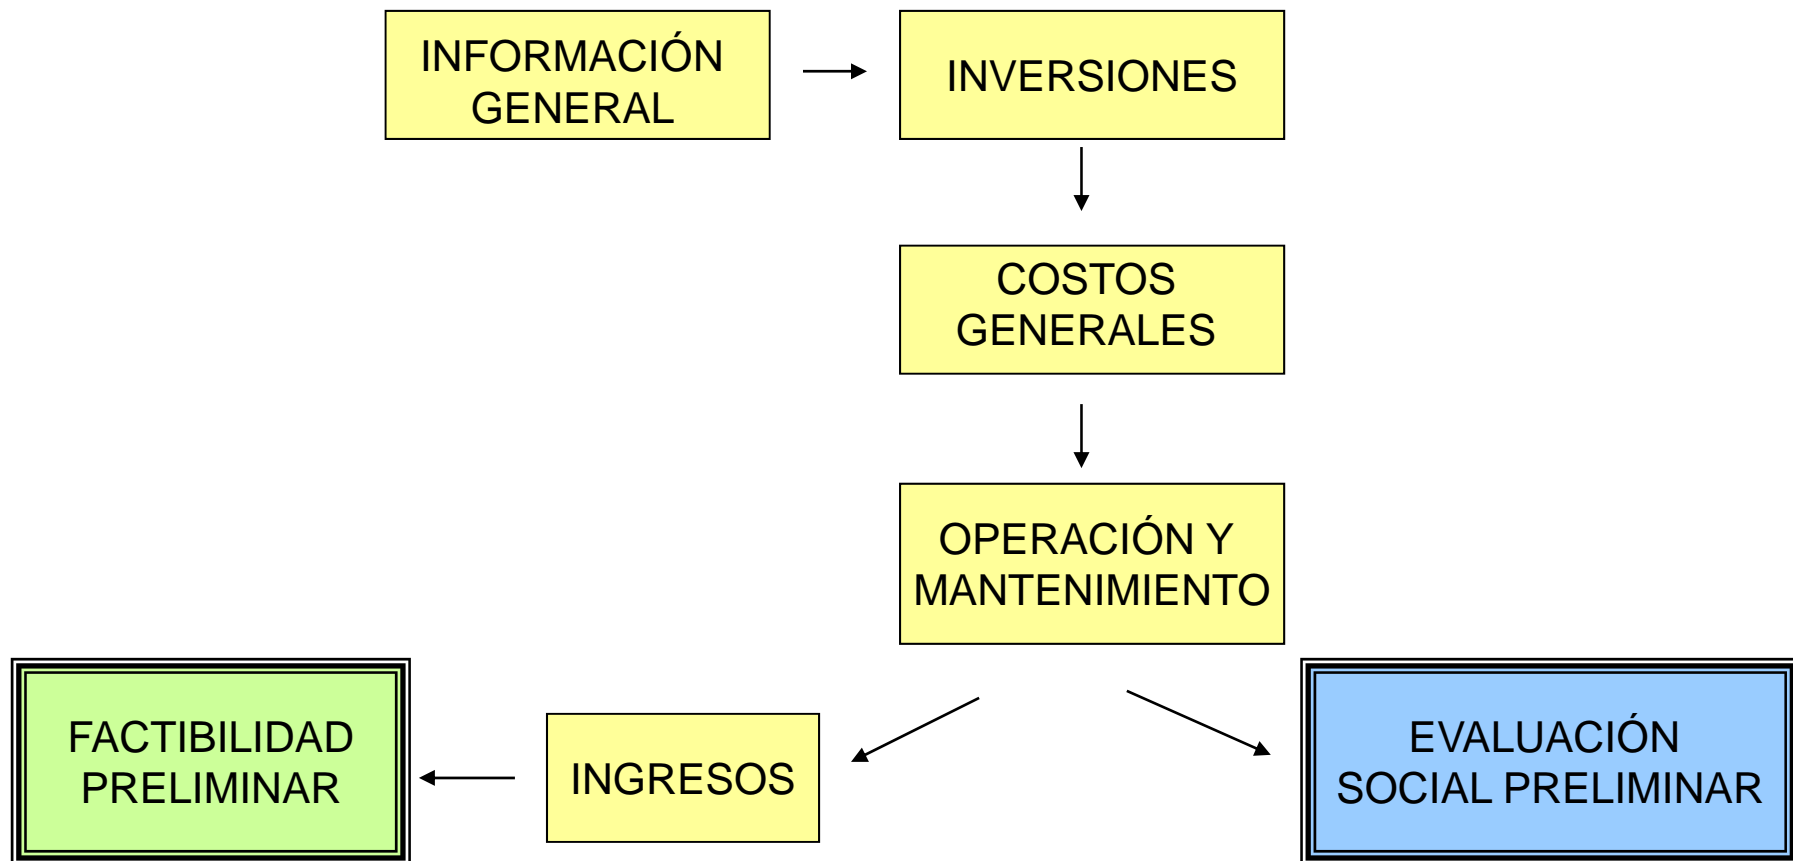 INFORMACIÓN
GENERAL
INVERSIONES
COSTOS
GENERALES
OPERACIÓN Y
MANTENIMIENTO
FACTIBILIDAD
PRELIMINAR
INGRESOS
EVALUACIÓN
SOCIAL PRELIMINAR